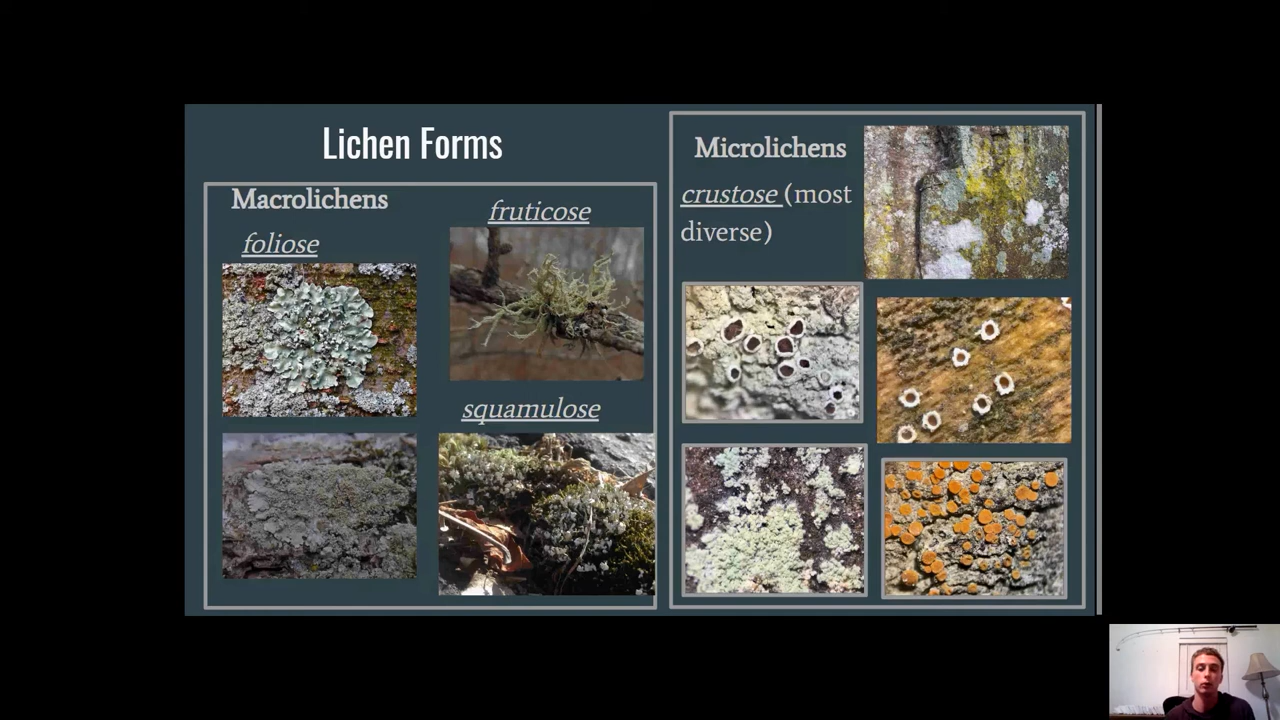 Lichen Forms
Macrolichens
foliose
fruticose
squamulose
Microlichens
crustose (most
diverse)